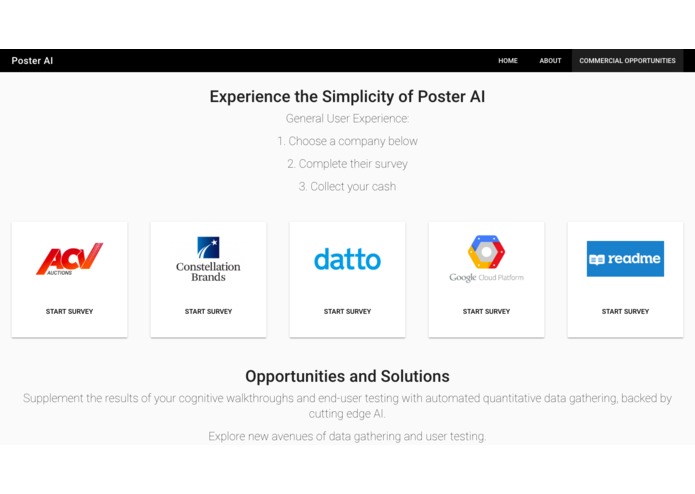 Poster AI
HOME
ABOUT
COMMERCIAL OPPORTUNITIES
Experience the Simplicity of Poster AI
General User Experience:
1. Choose a company below
2. Complete their survey
3. Collect your cash
ACV
AUCTIONS
START SURVEY
Constellation
Brands
START SURVEY
datto
START SURVEY
Google Cloud Platform
START SURVEY
readme
START SURVEY
Opportunities and Solutions
Supplement the results of your cognitive walkthroughs and end-user testing with automated quantitative data gathering, backed by
cutting edge AI.
Explore new avenues of data gathering and user testing.